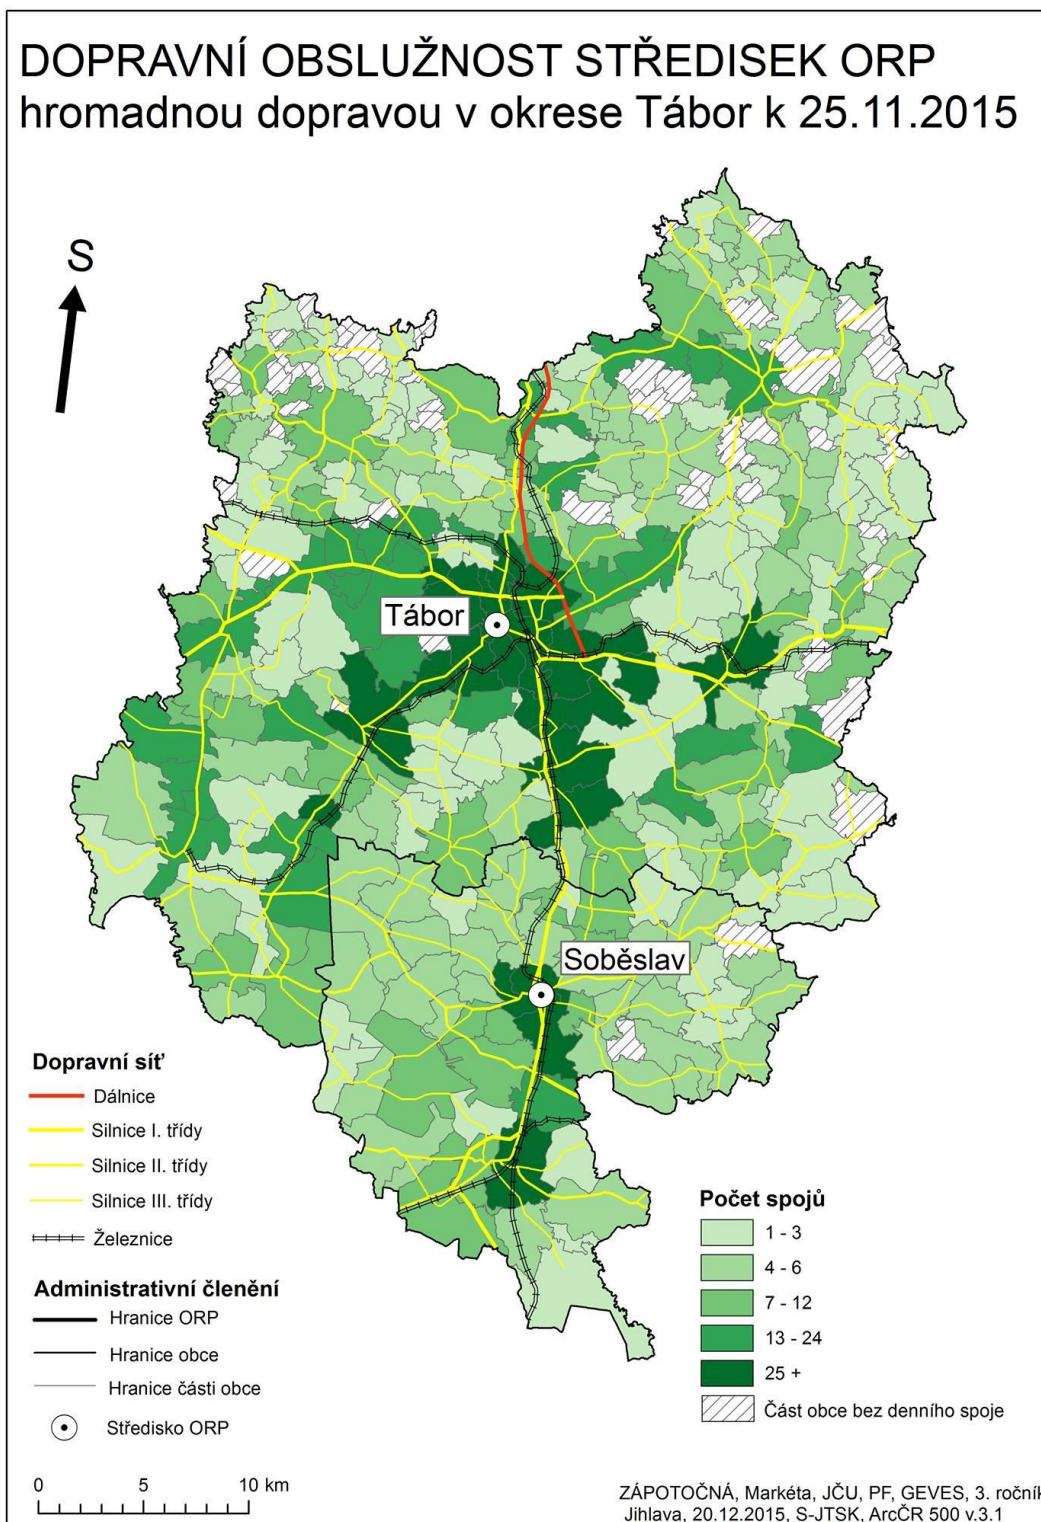 DOPRAVNÍ OBSLUŽNOST STŘEDISEK ORP
hromadnou dopravou v okrese Tábor k 25.11.2015
S
Tábor
Soběslav
Dopravní síť
Dálnice
Silnice I. třídy
Silnice II. třídy
Silnice III. třídy
Železnice
Administrativní členění
Hranice ORP
Hranice obce
Hranice části obce
Středisko ORP
0 5 10 km
Počet spojů
1 - 3
4 - 6
7 - 12
13 - 24
25 +
Část obce bez denního spoje
ZÁPOTOČNÁ, Markéta, JČU, PF, GEVES, 3. ročník
Jihlava, 20.12.2015, S-JTSK, ArcČR 500 v.3.1